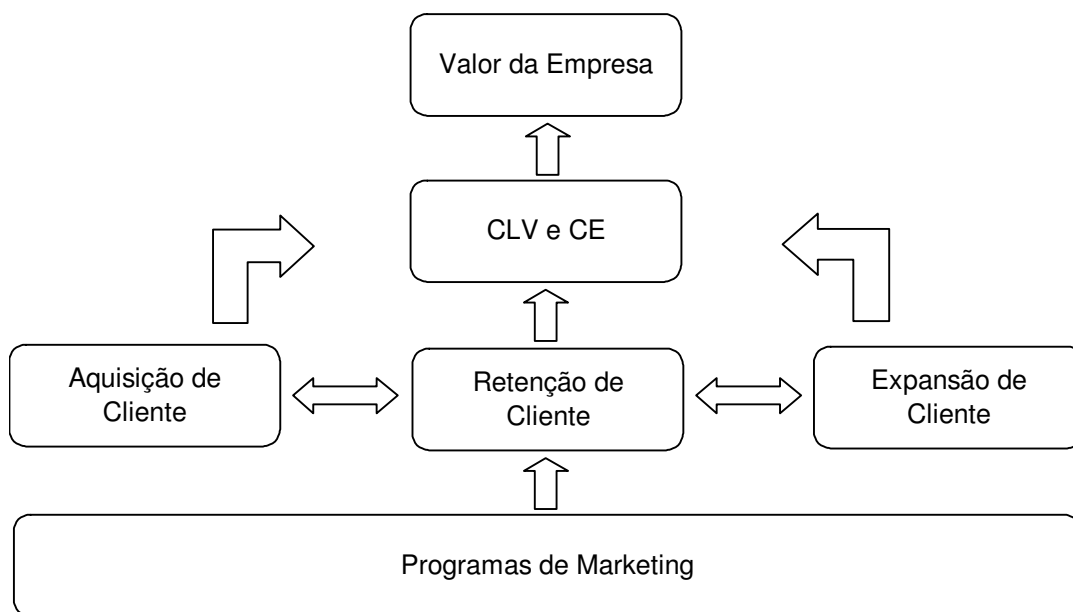 Valor da Empresa
CLV e CE
Aquisição de
Cliente
Retenção de
Cliente
Expansão de
Cliente
Programas de Marketing